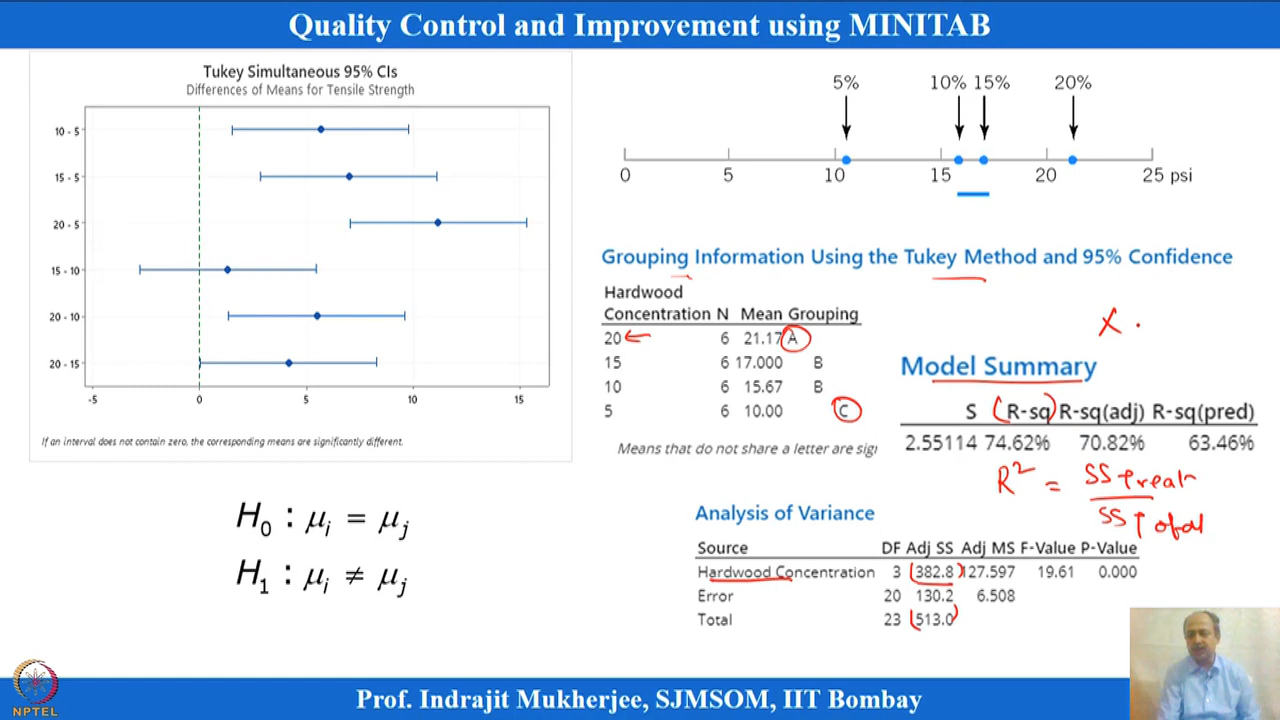 Quality Control and Improvement using MINITAB
Tukey Simultaneous 95% CIs
Differences of Means for Tensile Strength
10 - 5
15 - 5
20 - 5
15 - 10
20 - 10
20 - 15
-5 0 5 10 15
If an interval does not contain zero, the corresponding means are significantly different.
H0 : μi = μj
H1 : μi ≠ μj
5% 10% 15% 20%
0 5 10 15 20 25 psi
Grouping Information Using the Tukey Method and 95% Confidence
Hardwood
Concentration N Mean Grouping
20 6 21.17 A
15 6 17.000 B
10 6 15.67 B
5 6 10.00 C
Means that do not share a letter are sig
X .
Model Summary
S R-sq R-sq(adj) R-sq(pred)
2.55114 74.62% 70.82% 63.46%
R² = SS Treat
SS Total
Analysis of Variance
Source DF Adj SS Adj MS F-Value P-Value
Hardwood Concentration 3 382.8 127.597 19.61 0.000
Error 20 130.2 6.508
Total 23 513.0
NPTEL
Prof. Indrajit Mukherjee, SJMSOM, IIT Bombay